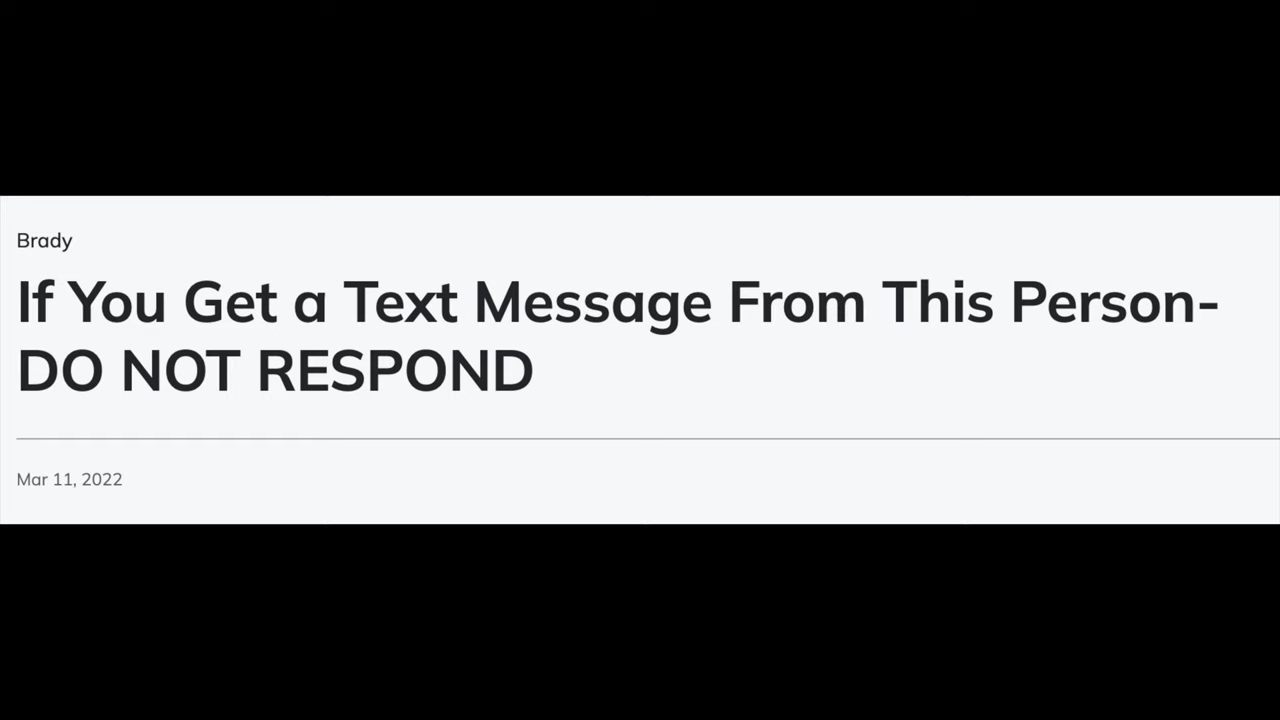 Brady
If You Get a Text Message From This Person-
DO NOT RESPOND
Mar 11, 2022